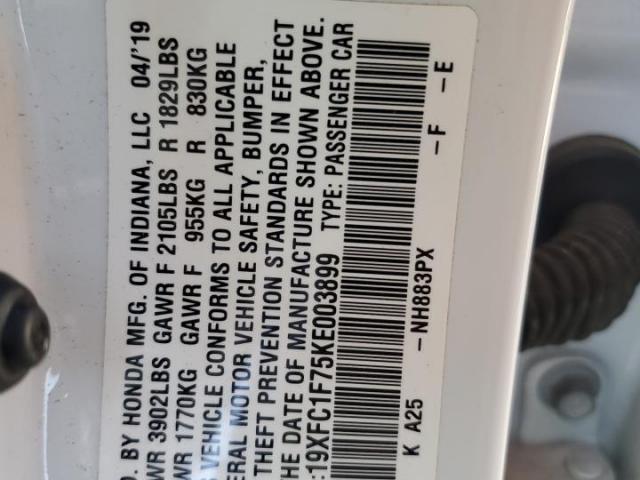 D. BY HONDA MFG. OF INDIANA, LLC 04/'19
WR 3902LBS GAWR F 2105LBS R 1829LBS
WR 1770KG GAWR F 955KG R 830KG
VEHICLE CONFORMS TO ALL APPLICABLE
ERAL MOTOR VEHICLE SAFETY, BUMPER,
THEFT PREVENTION STANDARDS IN EFFECT
THE DATE OF MANUFACTURE SHOWN ABOVE.
:19XFC1F75KE003899 TYPE: PASSENGER CAR
-NH883PX -F -E
K A25